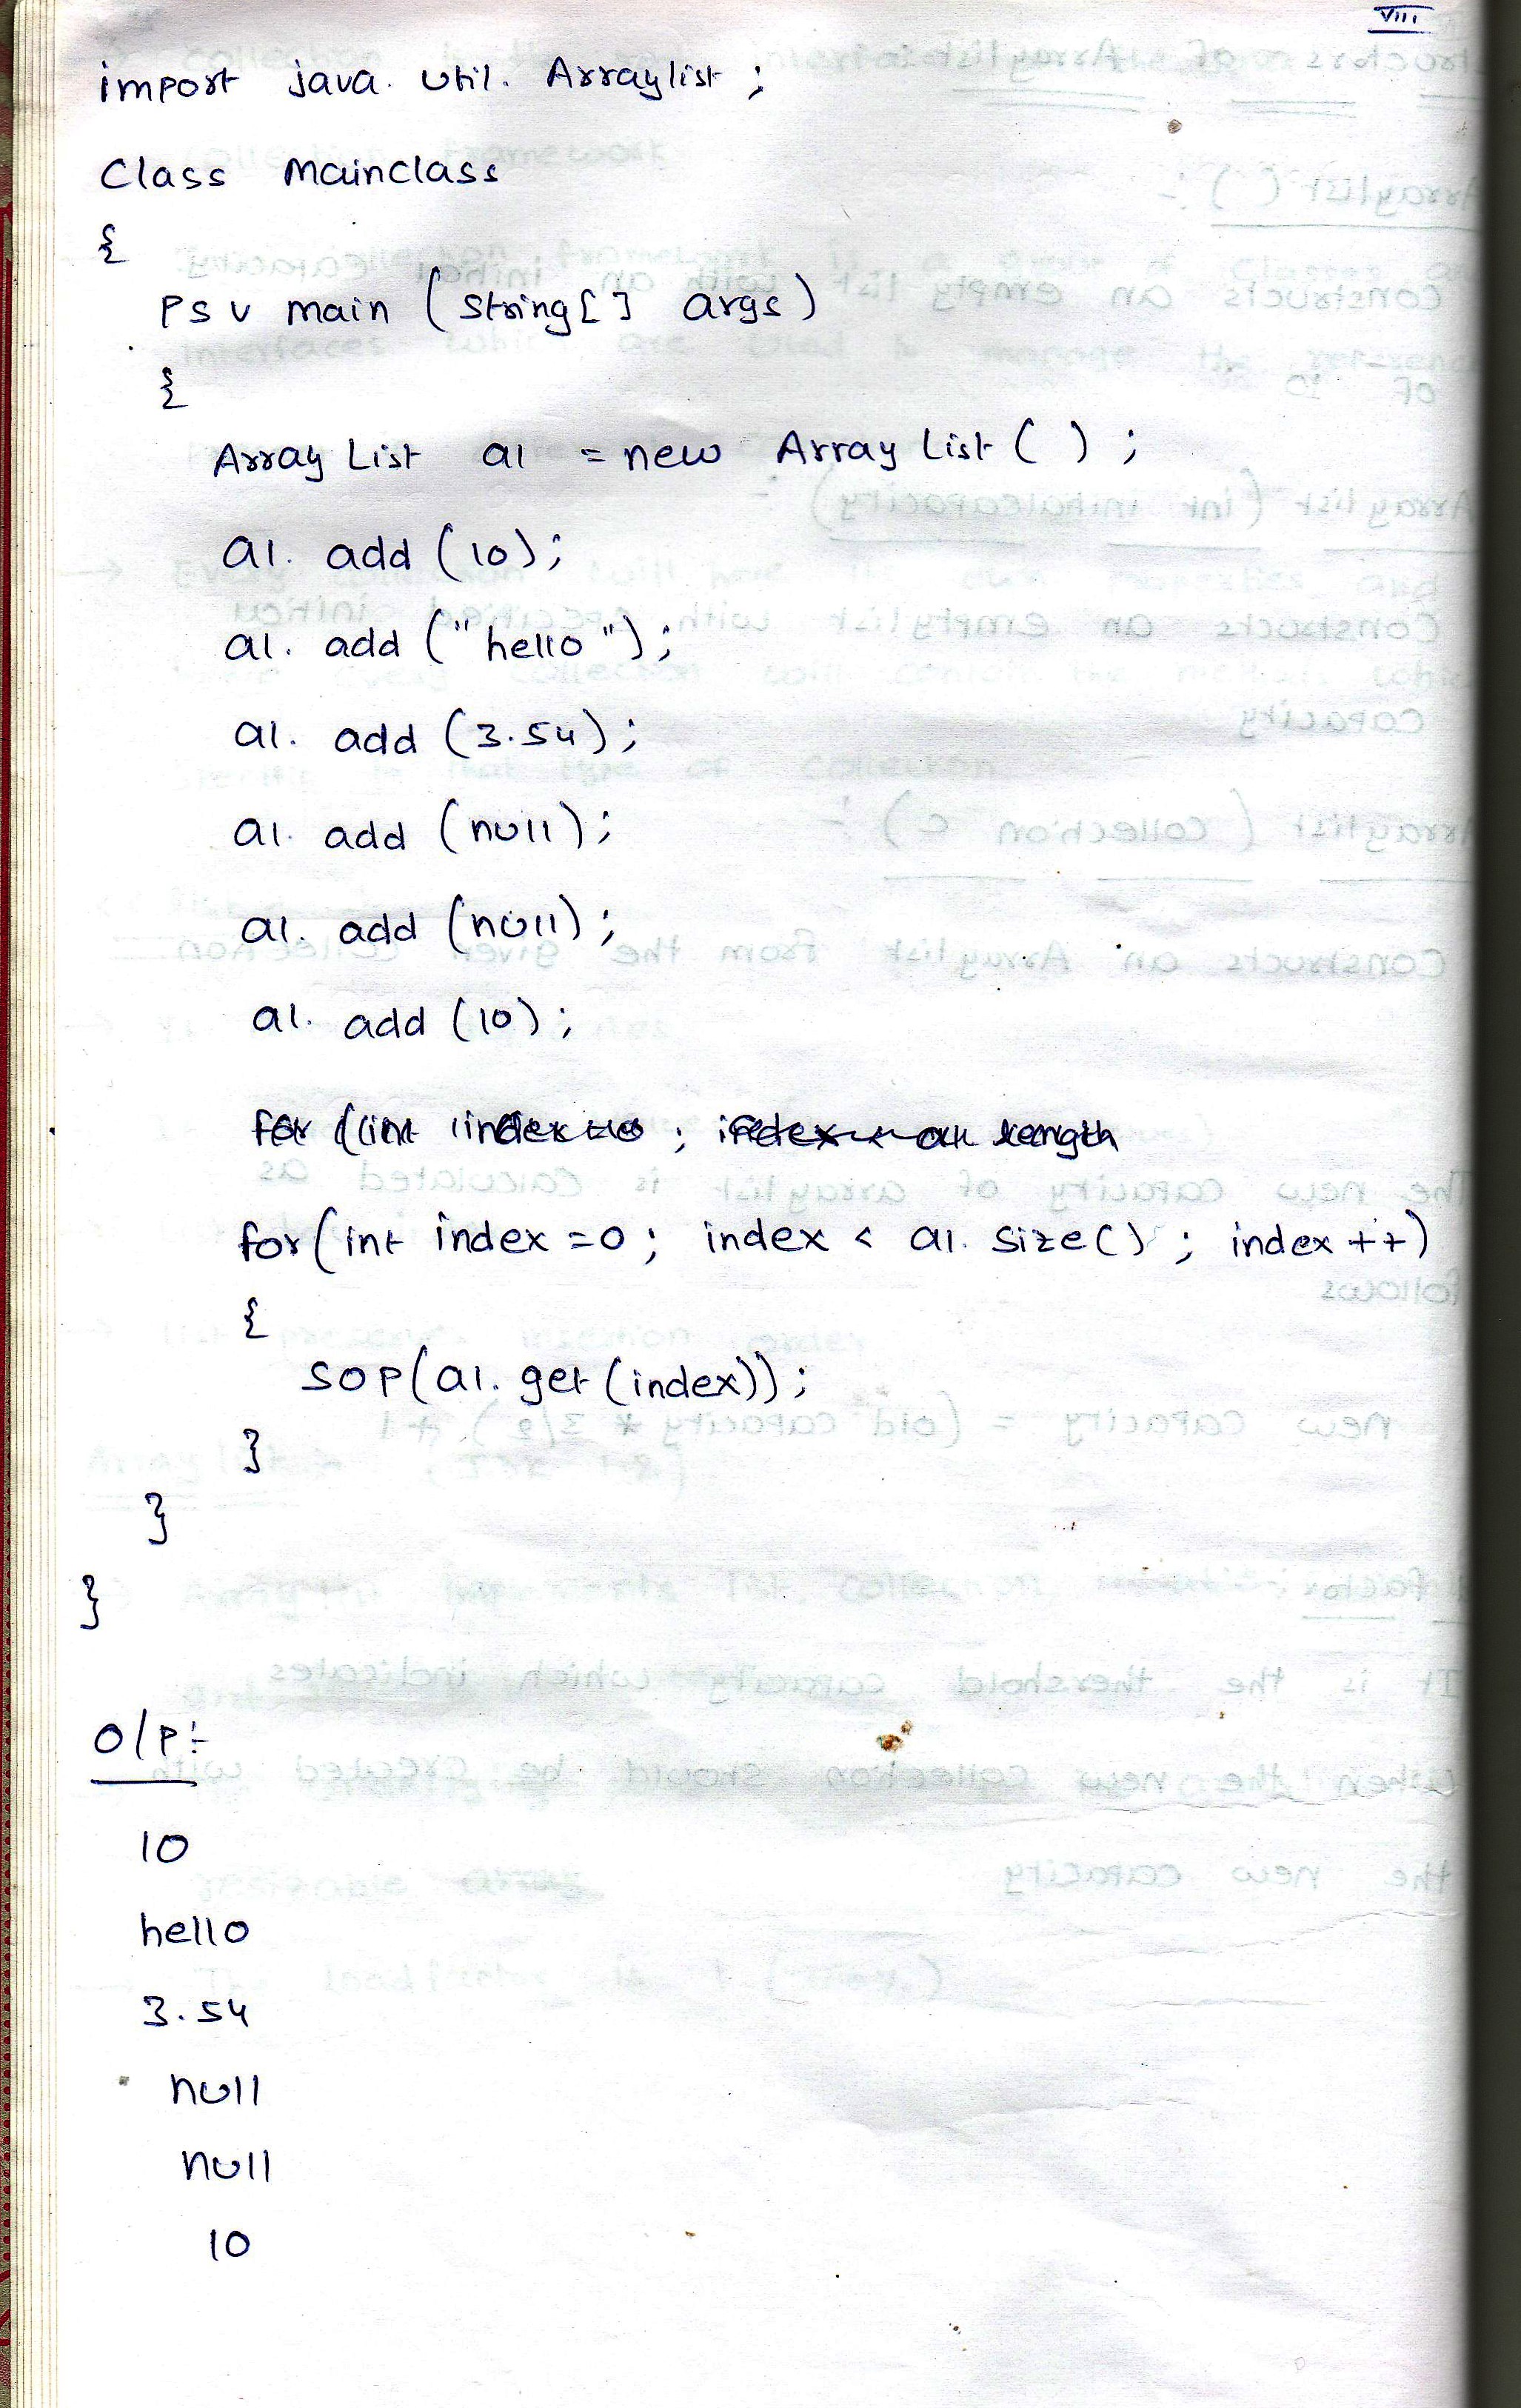 VIII
import java. util. Arraylist ;
Class Mainclass
{
PSV main (String[] args)
{
Array List al = new Array List ( ) ;
al. add (10);
al. add ("hello");
al. add (3.54);
al. add (null);
al. add (null);
al. add (10);
for (int index = 0 ; index < al. length
for(int index =0; index < al. size() ; index ++)
{
SOP(al. get (index));
}
}
}
O/P:-
10
hello
3.54
null
null
10